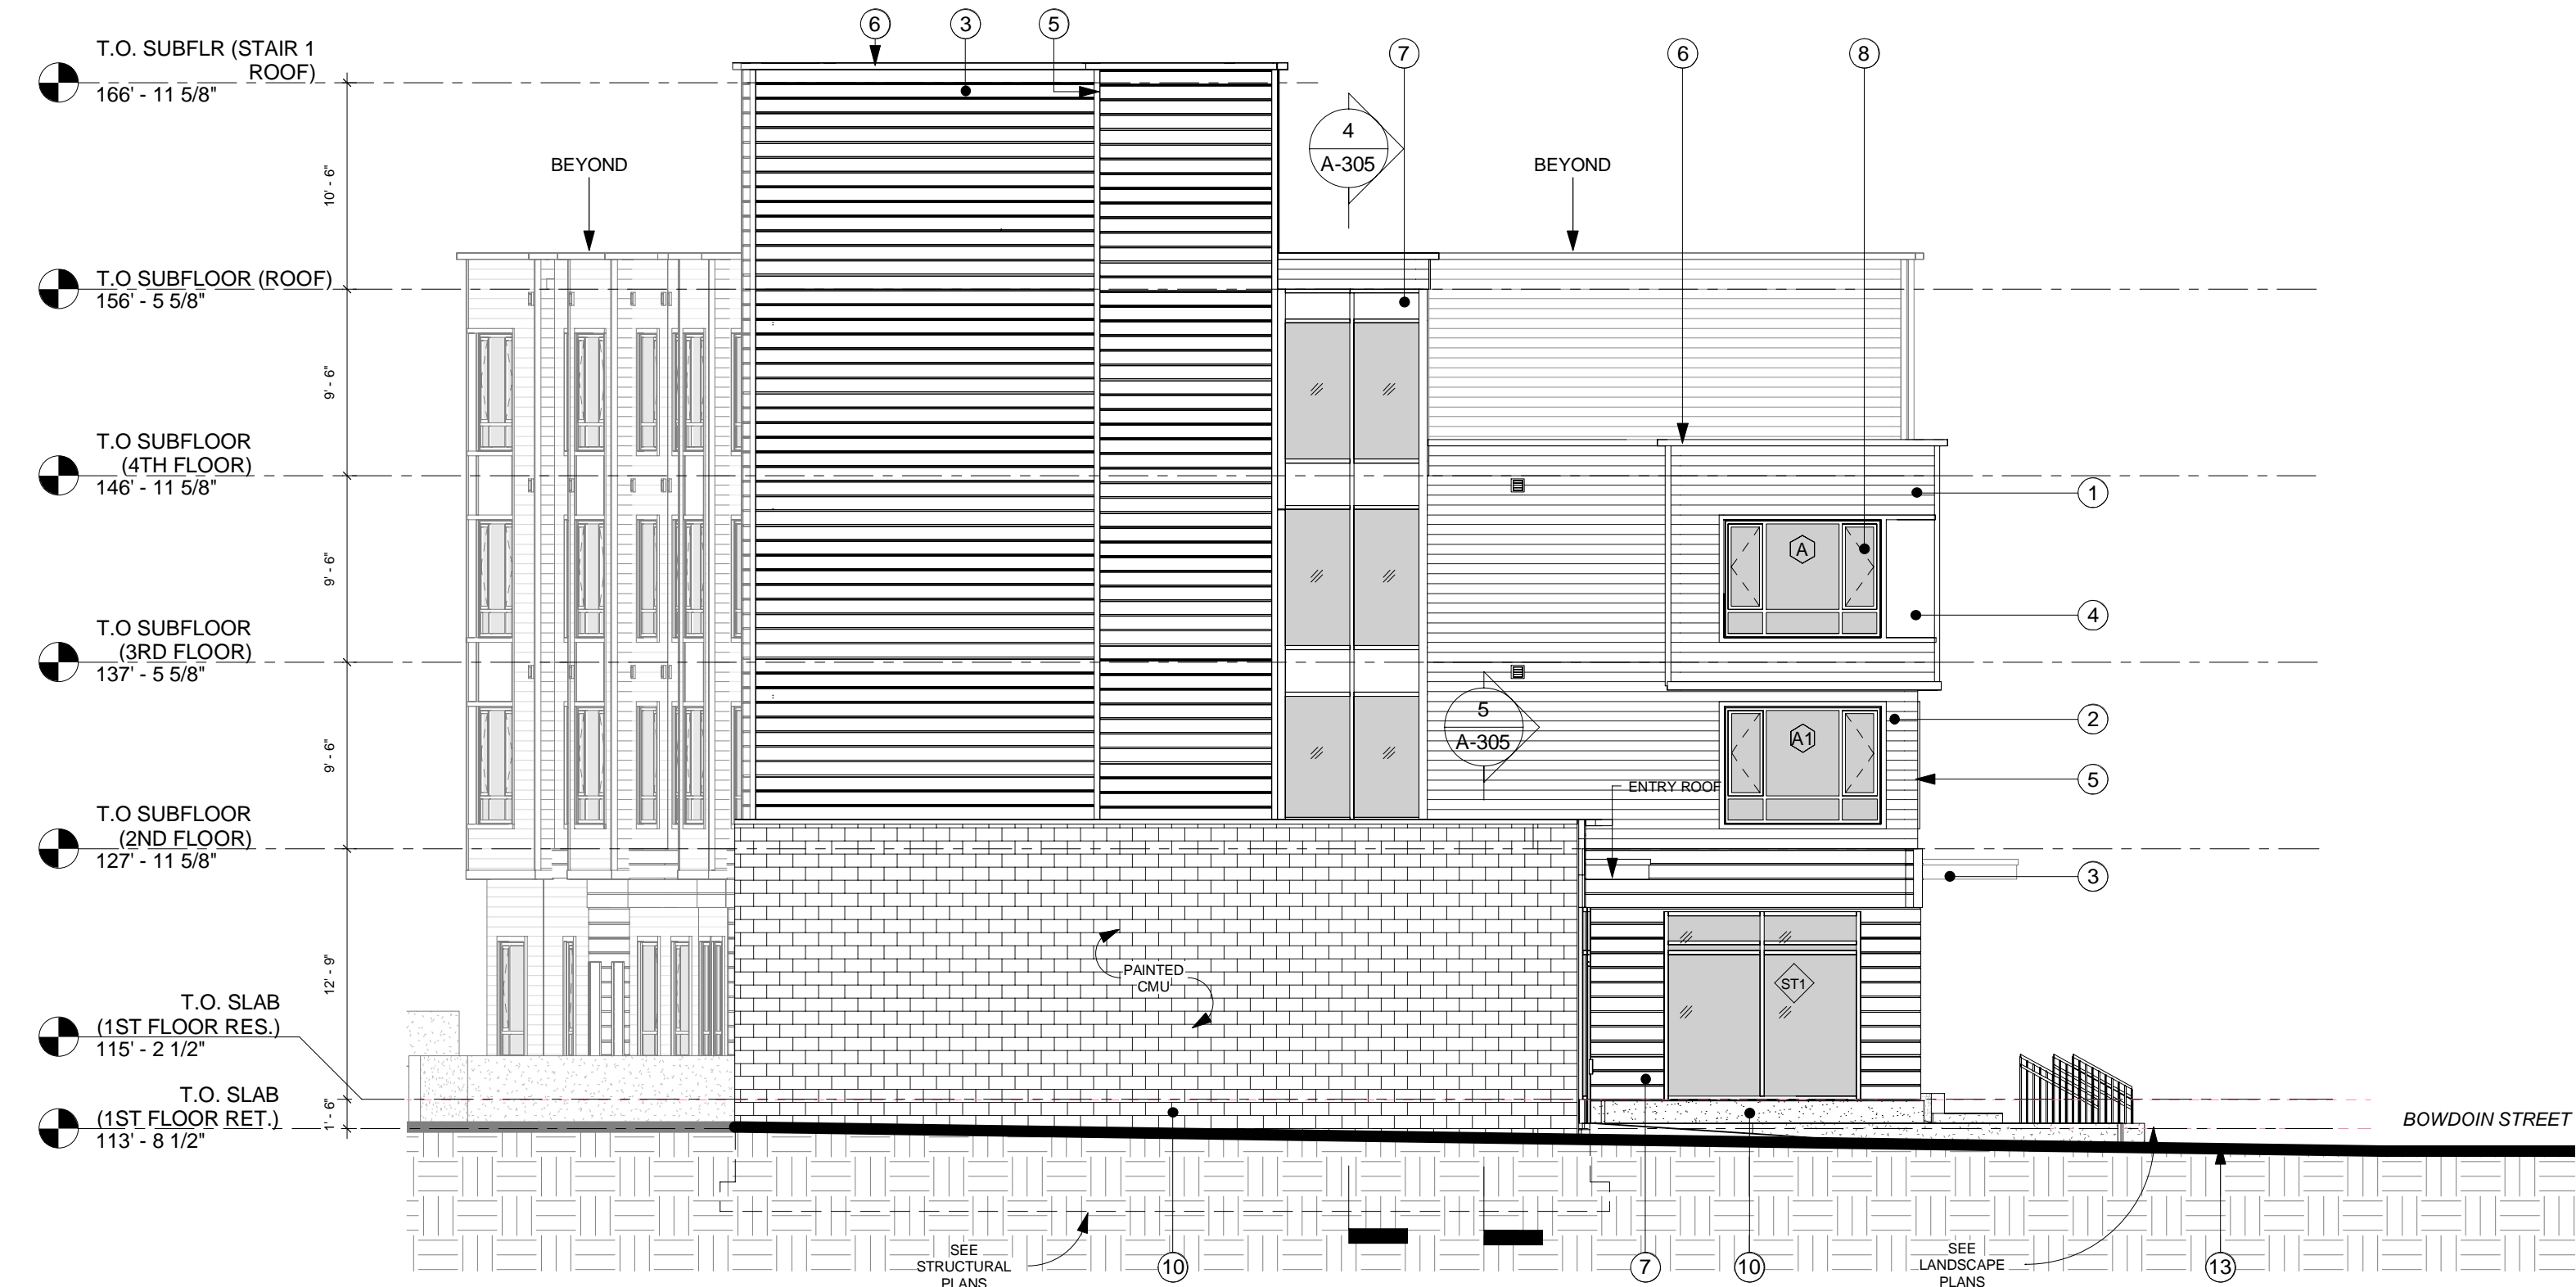 6
3
5
7
6
8
T.O. SUBFLR (STAIR 1
ROOF)
166' - 11 5/8"
10' - 6"
BEYOND
4
A-305
BEYOND
T.O SUBFLOOR (ROOF)
156' - 5 5/8"
9' - 6"
T.O SUBFLOOR
(4TH FLOOR)
146' - 11 5/8"
1
A
9' - 6"
4
T.O SUBFLOOR
(3RD FLOOR)
137' - 5 5/8"
5
A-305
2
A1
9' - 6"
5
ENTRY ROOF
T.O SUBFLOOR
(2ND FLOOR)
127' - 11 5/8"
3
12' - 9"
PAINTED
CMU
ST1
T.O. SLAB
(1ST FLOOR RES.)
115' - 2 1/2"
T.O. SLAB
(1ST FLOOR RET.)
113' - 8 1/2"
1' - 6"
BOWDOIN STREET
SEE
STRUCTURAL
PLANS
10
7
10
SEE
LANDSCAPE
PLANS
13